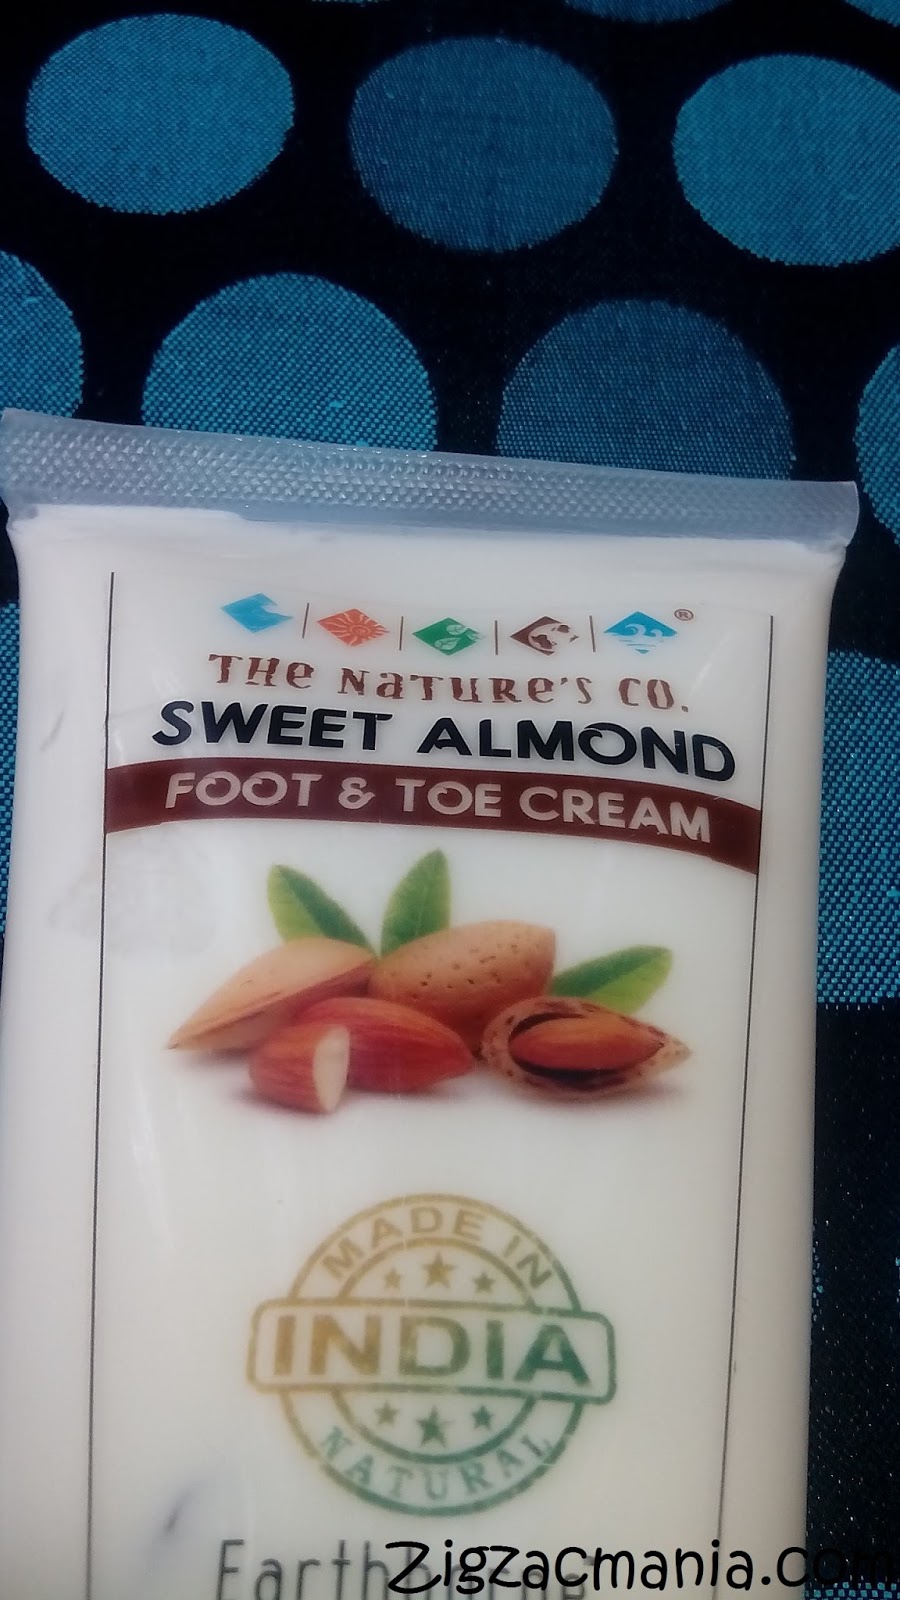 ®
THE NATURE'S CO.
SWEET ALMOND
FOOT & TOE CREAM
MADE IN
INDIA
NATURAL
Zigzacmania.com